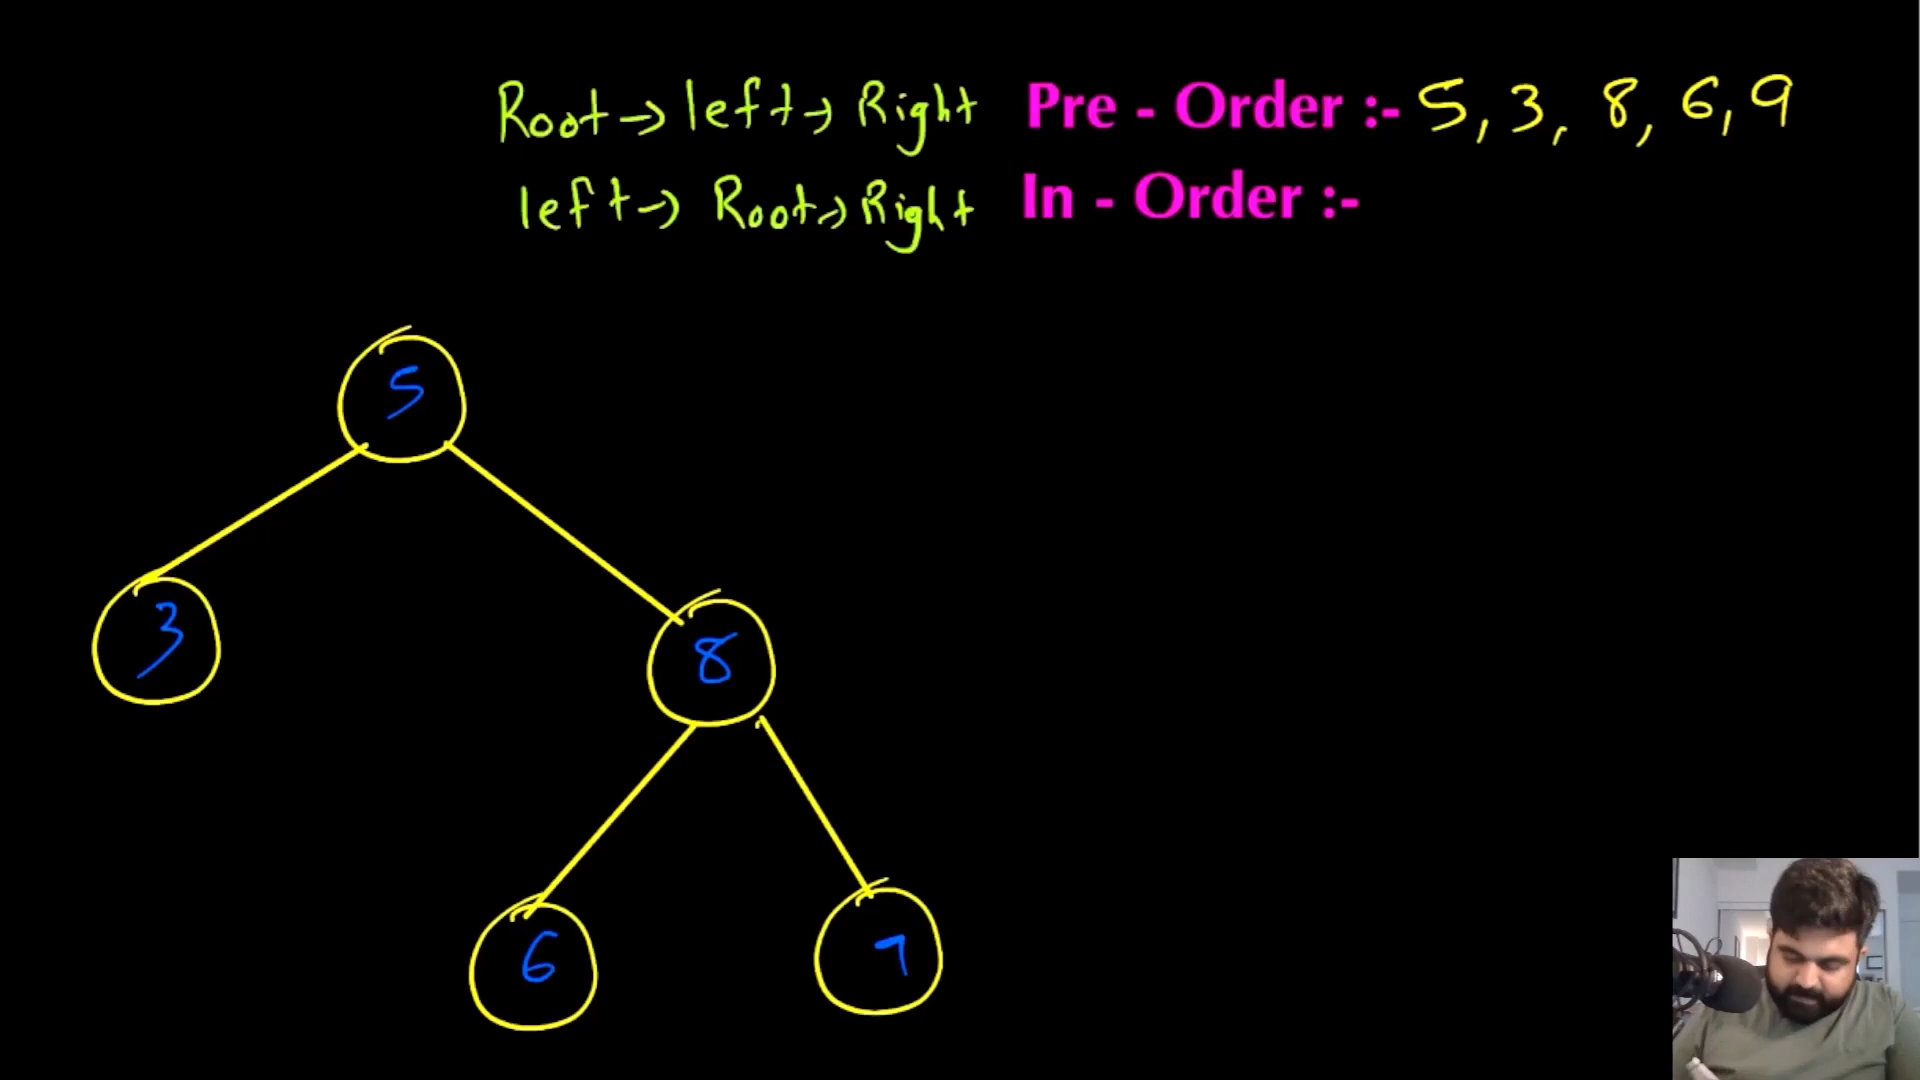 Root → left → Right Pre - Order :- 5, 3, 8, 6, 9
left → Root → Right In - Order :-
5
3
8
6
9